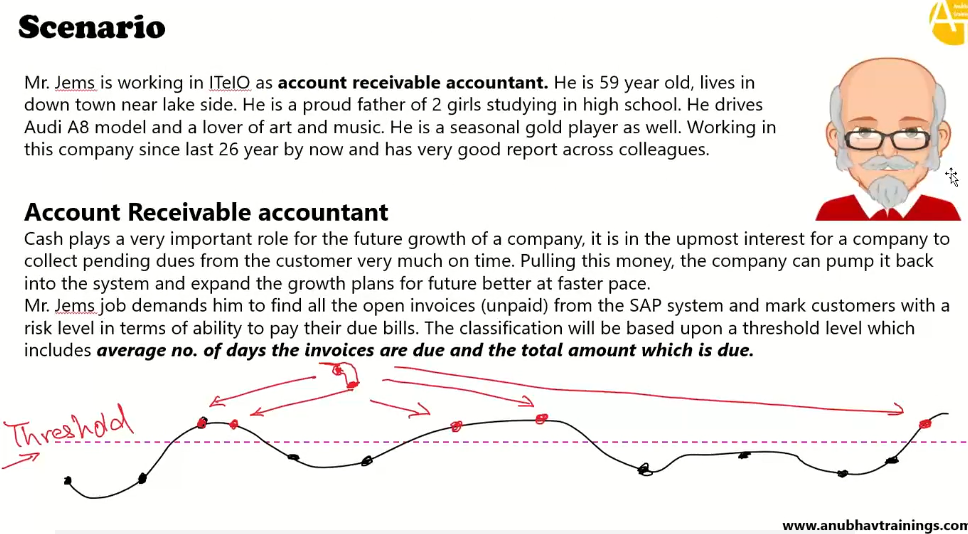 Scenario
Mr. Jems is working in ITeIO as account receivable accountant. He is 59 year old, lives in
down town near lake side. He is a proud father of 2 girls studying in high school. He drives
Audi A8 model and a lover of art and music. He is a seasonal gold player as well. Working in
this company since last 26 year by now and has very good report across colleagues.
Account Receivable accountant
Cash plays a very important role for the future growth of a company, it is in the upmost interest for a company to
collect pending dues from the customer very much on time. Pulling this money, the company can pump it back
into the system and expand the growth plans for future better at faster pace.
Mr. Jems job demands him to find all the open invoices (unpaid) from the SAP system and mark customers with a
risk level in terms of ability to pay their due bills. The classification will be based upon a threshold level which
includes average no. of days the invoices are due and the total amount which is due.
Threshold
www.anubhavtrainings.com